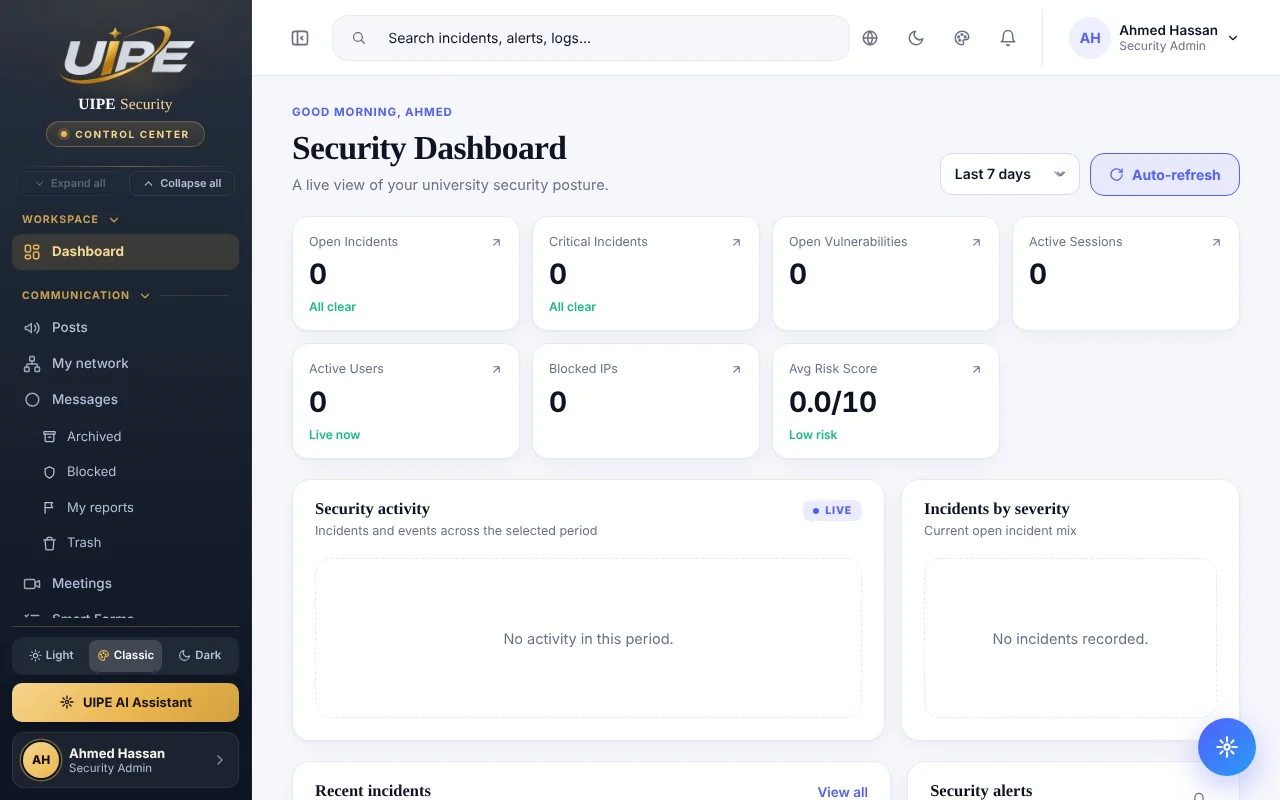 UIPE
UIPE Security
CONTROL CENTER
Expand all
Collapse all
WORKSPACE
Dashboard
COMMUNICATION
Posts
My network
Messages
Archived
Blocked
My reports
Trash
Meetings
Smart Forms
Light
Classic
Dark
UIPE AI Assistant
AH
Ahmed Hassan
Security Admin
Search incidents, alerts, logs...
AH
Ahmed Hassan
Security Admin
GOOD MORNING, AHMED
Security Dashboard
A live view of your university security posture.
Last 7 days
Auto-refresh
Open Incidents
0
All clear
Critical Incidents
0
All clear
Open Vulnerabilities
0
Active Sessions
0
Active Users
0
Live now
Blocked IPs
0
Avg Risk Score
0.0/10
Low risk
Security activity
LIVE
Incidents and events across the selected period
No activity in this period.
Incidents by severity
Current open incident mix
No incidents recorded.
Recent incidents
View all
Security alerts